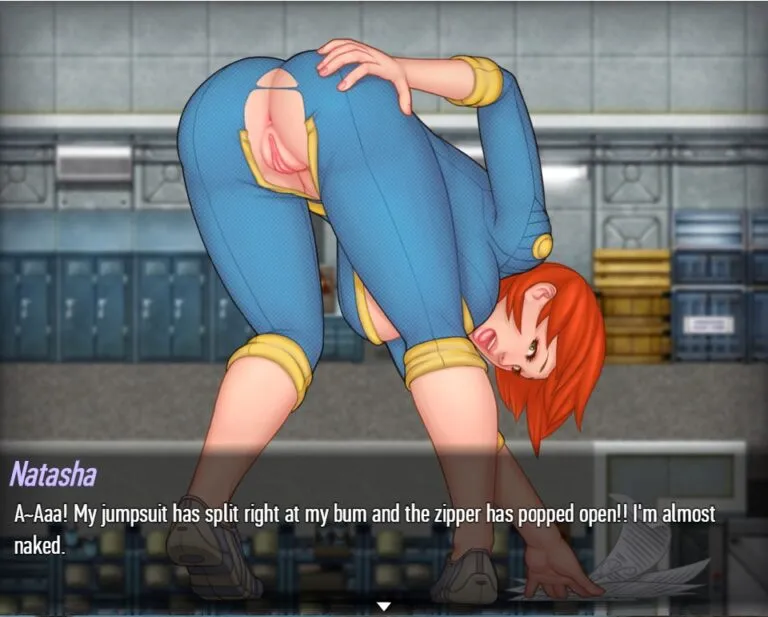 Natasha
A~Aaa! My jumpsuit has split right at my bum and the zipper has popped open!! I'm almost
naked.